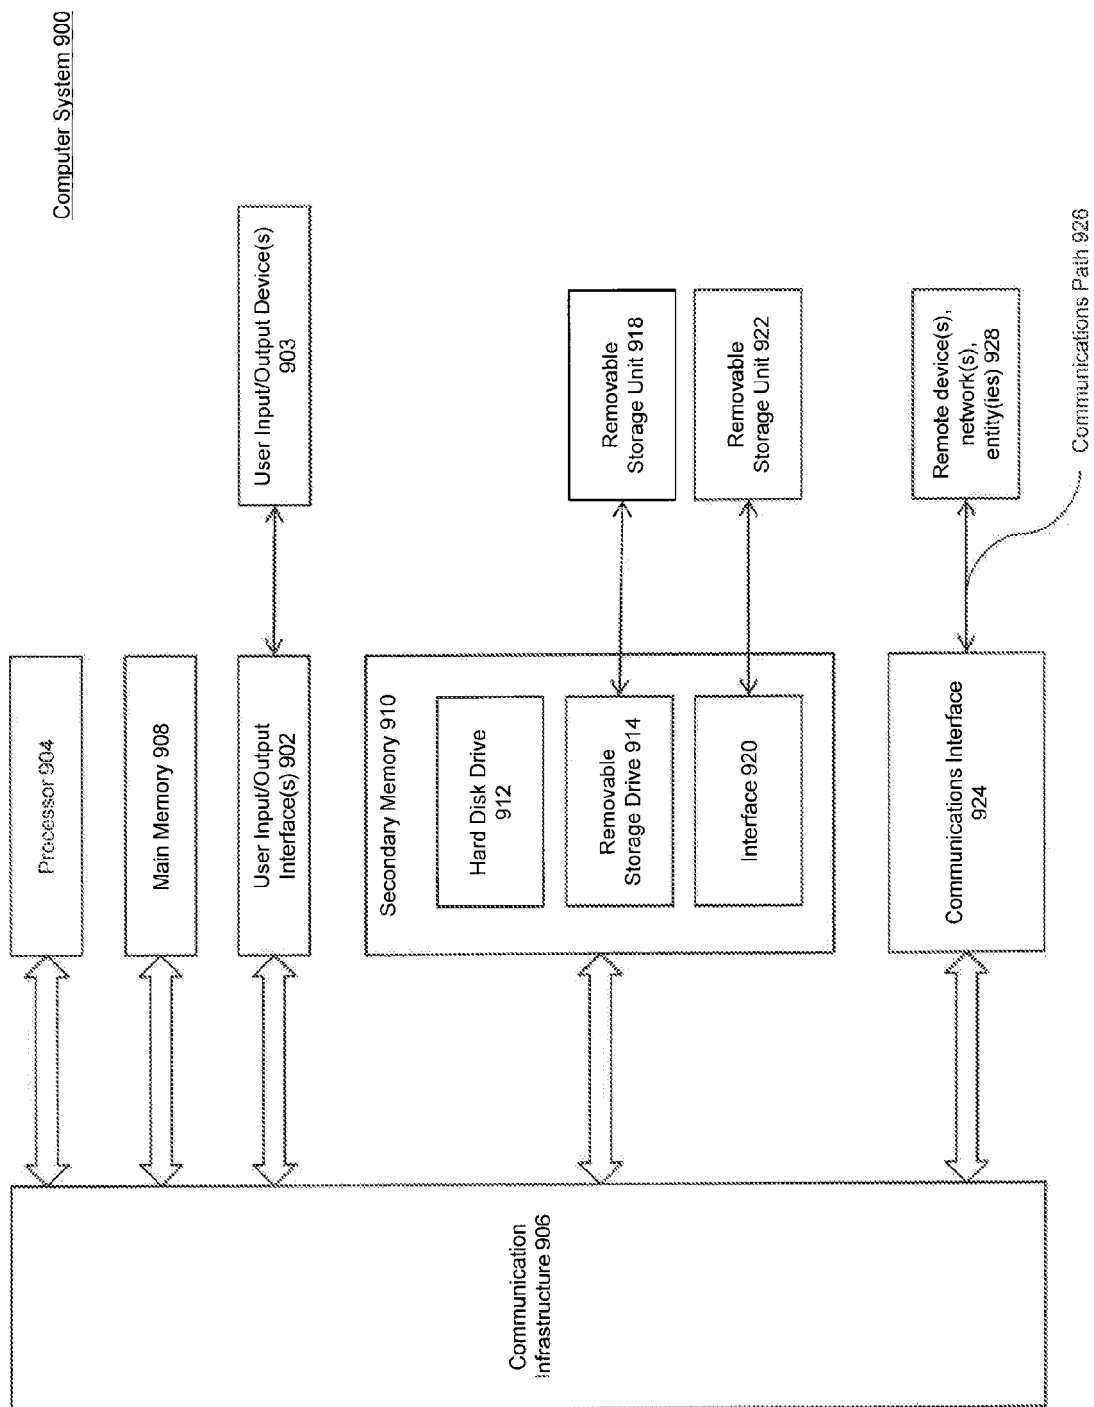 Computer System 900
Processor 904
Main Memory 908
User Input/Output
Interface(s) 902
User Input/Output Device(s)
903
Communication
Infrastructure 906
Secondary Memory 910
Hard Disk Drive
912
Removable
Storage Drive 914
Removable
Storage Unit 918
Interface 920
Removable
Storage Unit 922
Communications Interface
924
Remote device(s),
network(s),
entity(ies) 928
Communications Path 926